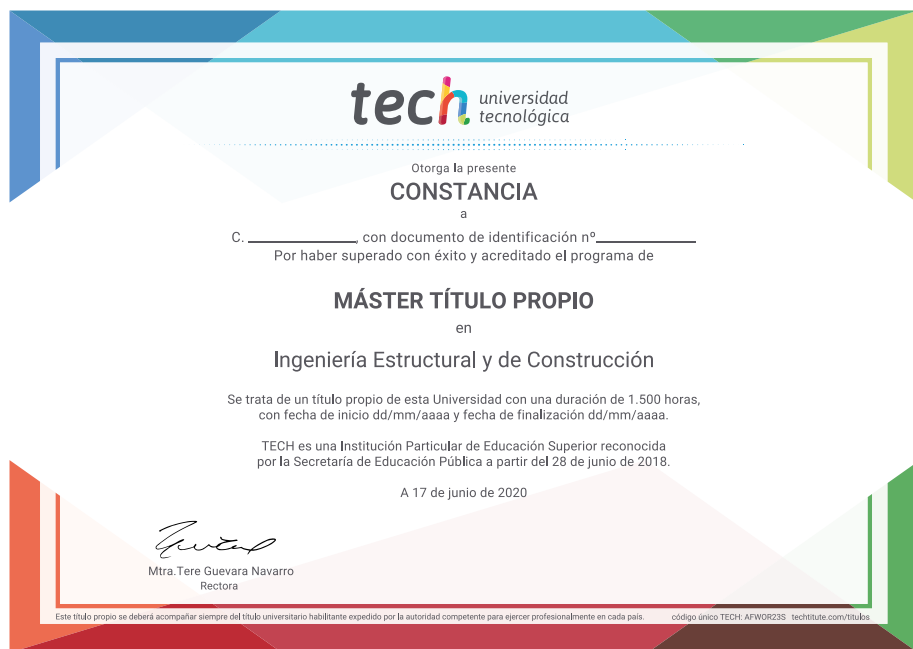 tech universidad
tecnológica
Otorga la presente
CONSTANCIA
a
C. ____________, con documento de identificación nº___________
Por haber superado con éxito y acreditado el programa de
MÁSTER TÍTULO PROPIO
en
Ingeniería Estructural y de Construcción
Se trata de un título propio de esta Universidad con una duración de 1.500 horas,
con fecha de inicio dd/mm/aaaa y fecha de finalización dd/mm/aaaa.
TECH es una Institución Particular de Educación Superior reconocida
por la Secretaría de Educación Pública a partir del 28 de junio de 2018.
A 17 de junio de 2020
Mtra.Tere Guevara Navarro
Rectora
Este título propio se deberá acompañar siempre del título universitario habilitante expedido por la autoridad competente para ejercer profesionalmente en cada país. código único TECH: AFWOR23S techtitute.com/titulos